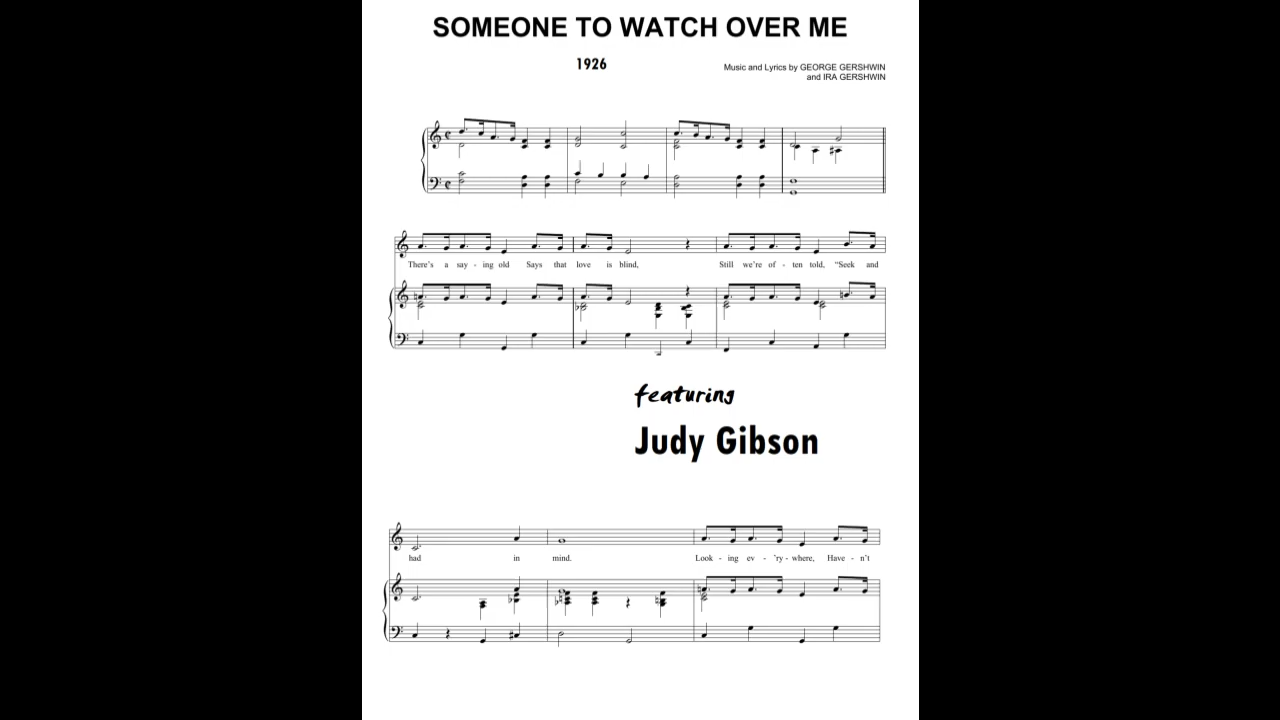 SOMEONE TO WATCH OVER ME
1926
Music and Lyrics by GEORGE GERSHWIN
and IRA GERSHWIN
There's a say - ing old Says that love is blind, Still we're of - ten told, "Seek and
featuring
Judy Gibson
had in mind. Look - ing ev - 'ry - where, Have - n't